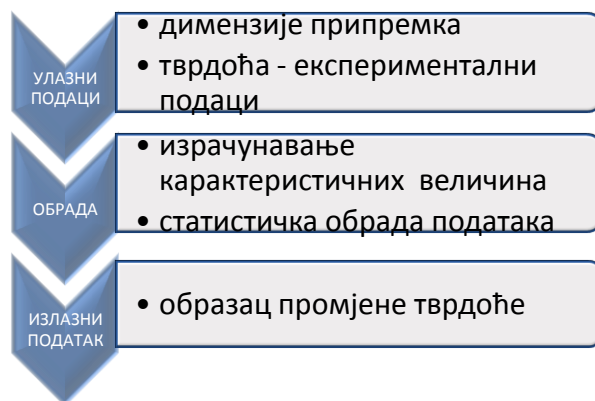 УЛАЗНИ
ПОДАЦИ
• димензије припремка
• тврдоћа - експериментални
подаци
ОБРАДА
• израчунавање
карактеристичних величина
• статистичка обрада података
ИЗЛАЗНИ
ПОДАТАК
• образац промјене тврдоће